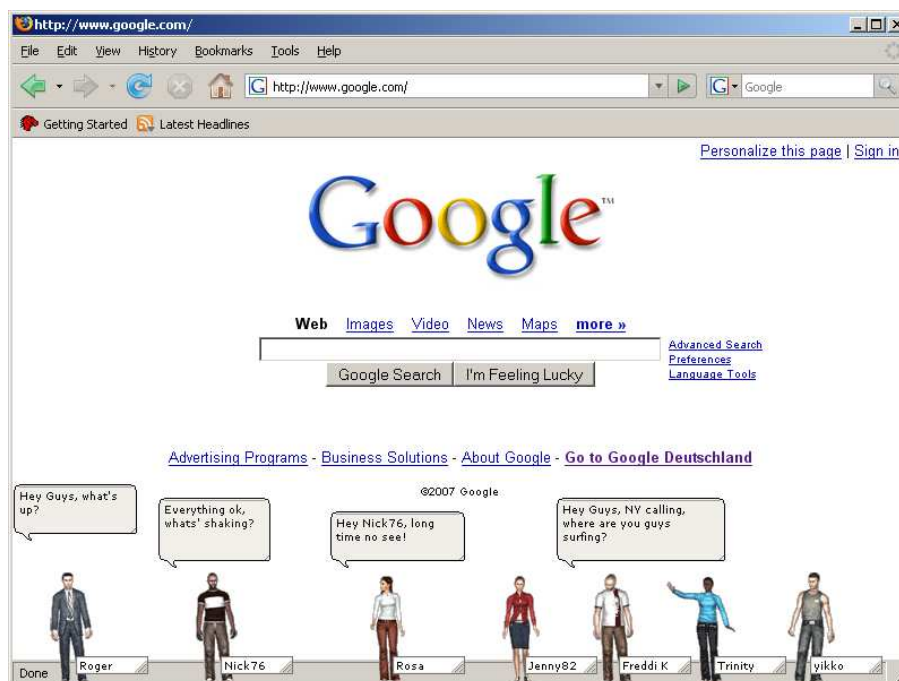 http://www.google.com/
File Edit View History Bookmarks Tools Help
G http://www.google.com/ G Google
Getting Started Latest Headlines
Personalize this page | Sign in
Google™
Web Images Video News Maps more »
Advanced Search
Preferences
Language Tools
Google Search I'm Feeling Lucky
Advertising Programs - Business Solutions - About Google - Go to Google Deutschland
©2007 Google
Hey Guys, what's
up?
Everything ok,
whats' shaking?
Hey Nick76, long
time no see!
Hey Guys, NY calling,
where are you guys
surfing?
Done Roger Nick76 Rosa Jenny82 Freddi K Trinity yikko